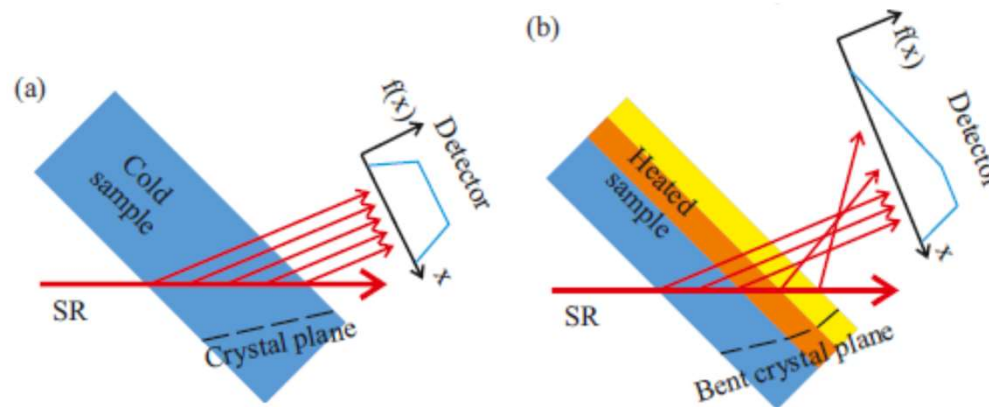 (a)
f(x)
Detector
x
Cold
sample
SR
Crystal plane
(b)
f(x)
Detector
x
Heated
sample
SR
Bent crystal plane